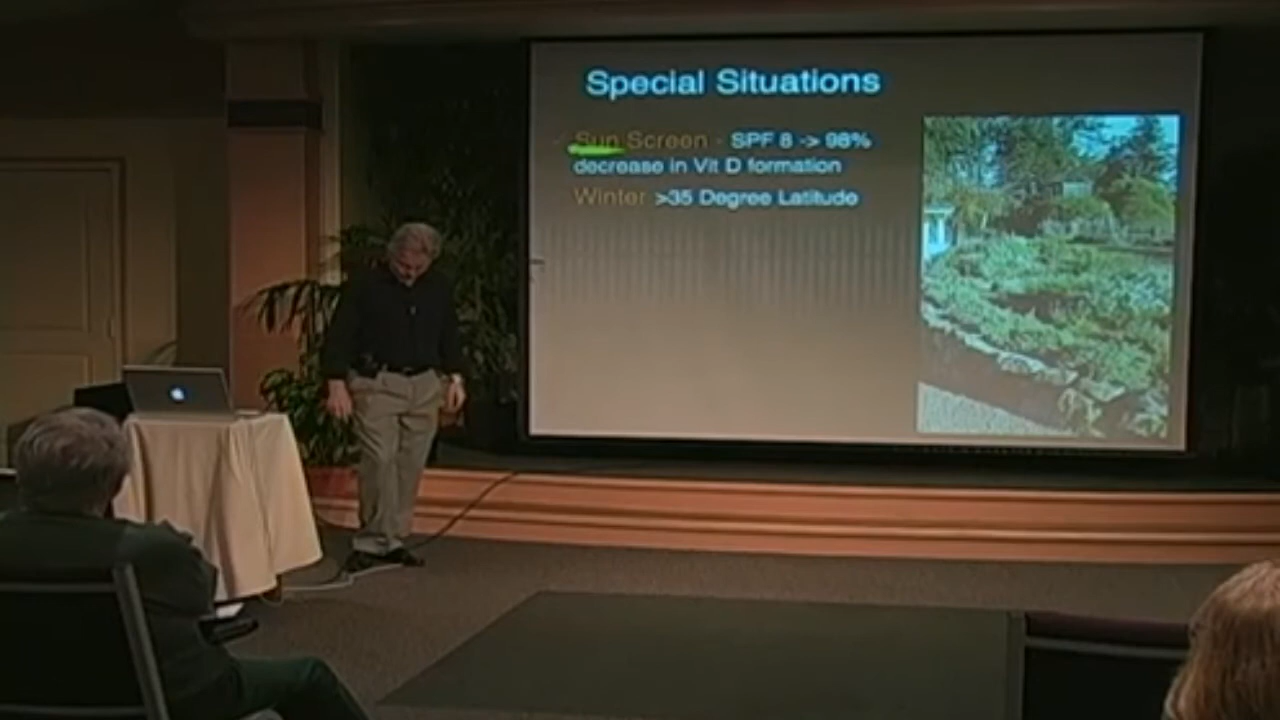 Special Situations
Sun Screen - SPF 8 -> 98%
decrease in Vit D formation
Winter >35 Degree Latitude